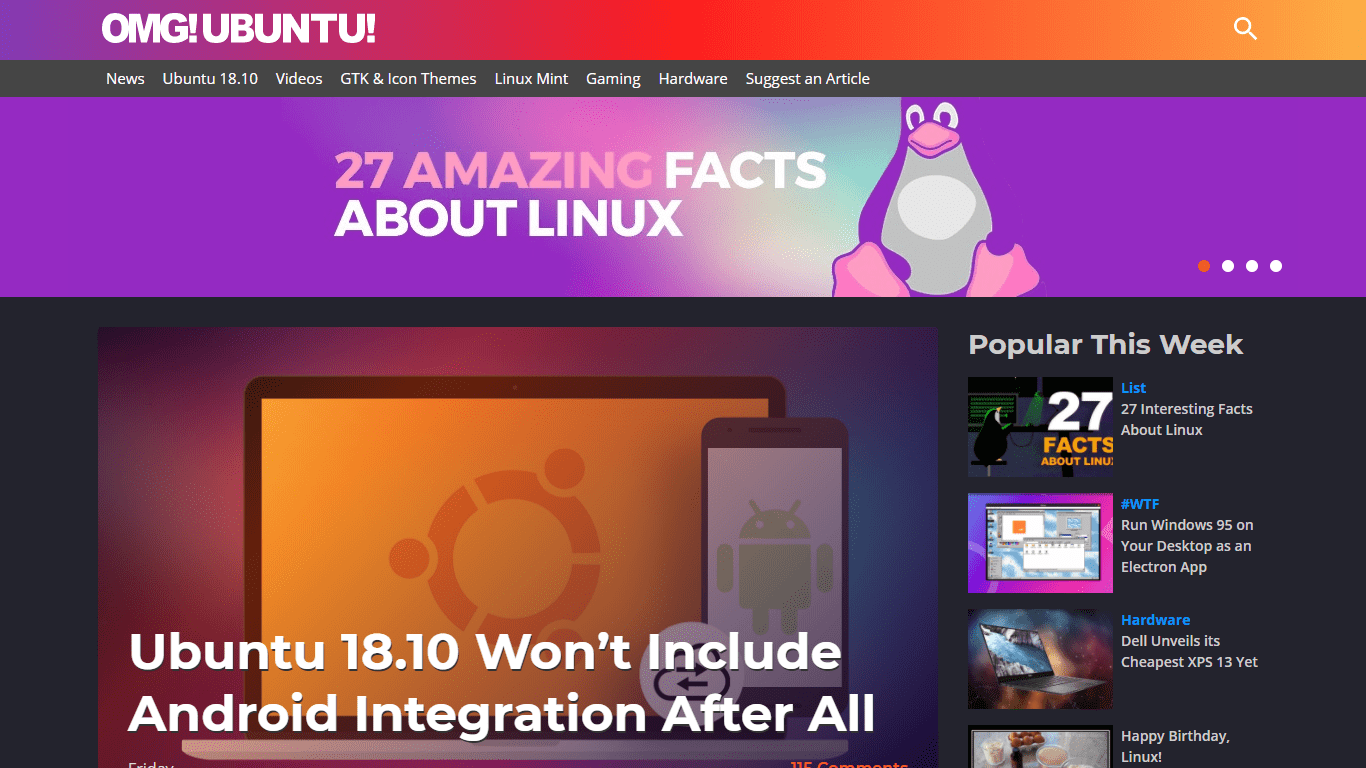 OMG! UBUNTU!
News Ubuntu 18.10 Videos GTK & Icon Themes Linux Mint Gaming Hardware Suggest an Article
27 AMAZING FACTS
ABOUT LINUX
Ubuntu 18.10 Won’t Include
Android Integration After All
Friday
115 Comments
Popular This Week
27
FACTS
ABOUT LINUX
List
27 Interesting Facts
About Linux
#WTF
Run Windows 95 on
Your Desktop as an
Electron App
Hardware
Dell Unveils its
Cheapest XPS 13 Yet
Happy Birthday,
Linux!